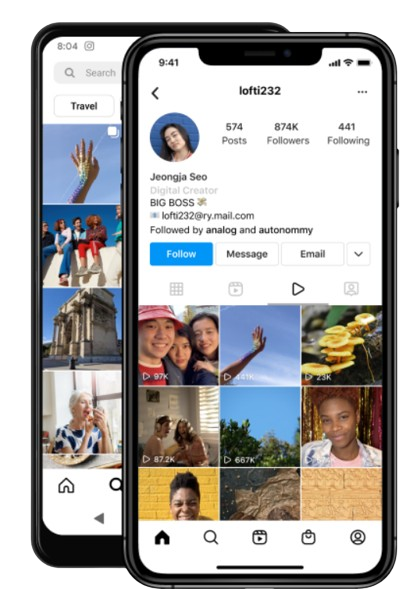 8:04
Search
Travel
9:41
lofti232
574 874K 441
Posts Followers Following
Jeongja Seo
Digital Creator
BIG BOSS
lofti232@ry.mail.com
Followed by analog and autonommy
Follow Message Email
97K 23K
87.2K 667K